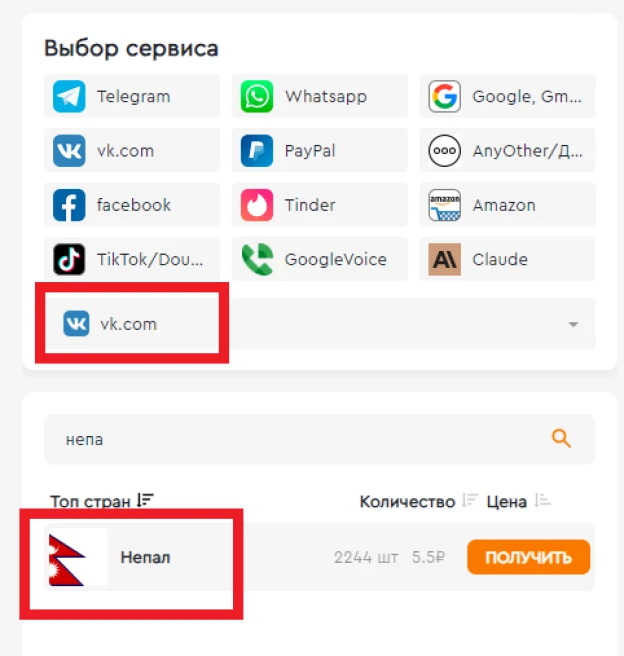 Выбор сервиса
Telegram Whatsapp Google, Gm...
vk.com PayPal AnyOther/Д...
facebook Tinder amazon Amazon
TikTok/Dou... GoogleVoice Claude
vk.com
непа
Топ стран Количество Цена
Непал 2244 шт 5.5₽ ПОЛУЧИТЬ